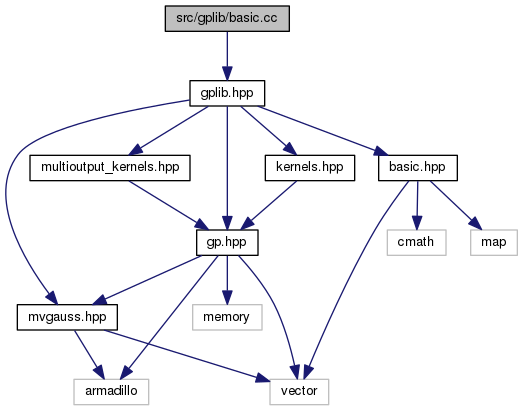 src/gplib/basic.cc
gplib.hpp
multioutput_kernels.hpp
kernels.hpp
basic.hpp
gp.hpp
cmath
map
mvgauss.hpp
memory
armadillo
vector